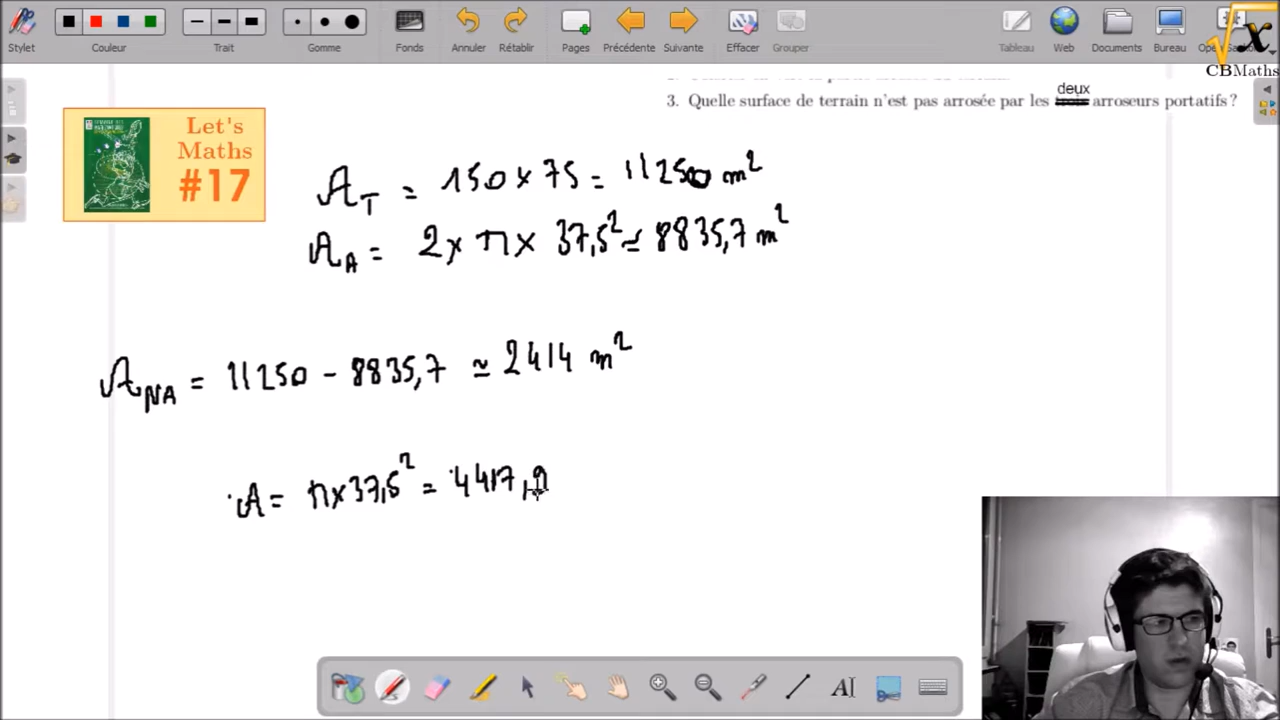 Stylet
Couleur
Trait
Gomme
Fonds
Annuler
Rétablir
Pages
Précédente
Suivante
Effacer
Grouper
Tableau
Web
Documents
Bureau
CBMaths
deux
3. Quelle surface de terrain n'est pas arrosée par les trois arroseurs portatifs ?
Let's
Maths
#17
A_T = 150 × 75 = 11250 m²
A_A = 2 × π × 37,5² ≃ 8835,7 m²
A_NA = 11250 - 8835,7 ≃ 2414 m²
A = π × 37,5² = 4417,9
AI